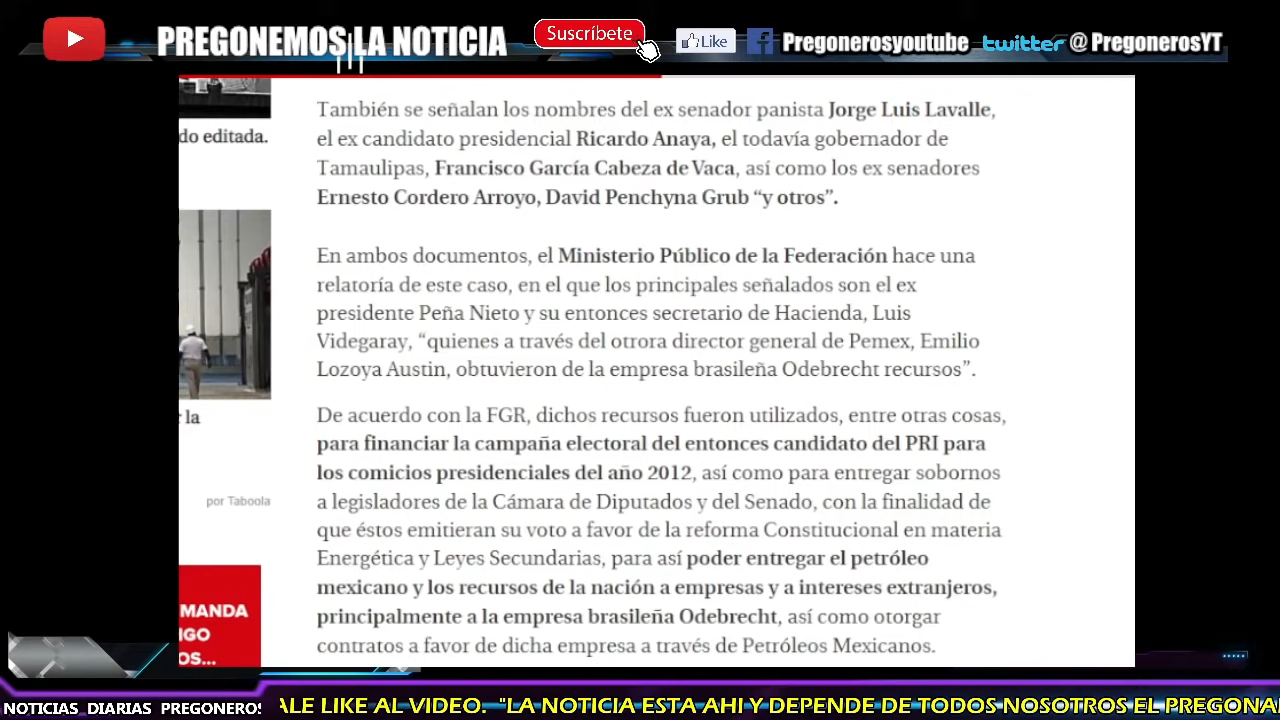 PREGONEMOS LA NOTICIA
Suscríbete
Like
Pregonerosyoutube
twitter @PregonerosYT
do editada.
r la
por Taboola
MANDA
IGO
OS...
También se señalan los nombres del ex senador panista Jorge Luis Lavalle,
el ex candidato presidencial Ricardo Anaya, el todavía gobernador de
Tamaulipas, Francisco García Cabeza de Vaca, así como los ex senadores
Ernesto Cordero Arroyo, David Penchyna Grub “y otros”.
En ambos documentos, el Ministerio Público de la Federación hace una
relatoría de este caso, en el que los principales señalados son el ex
presidente Peña Nieto y su entonces secretario de Hacienda, Luis
Videgaray, “quienes a través del otrora director general de Pemex, Emilio
Lozoya Austin, obtuvieron de la empresa brasileña Odebrecht recursos”.
De acuerdo con la FGR, dichos recursos fueron utilizados, entre otras cosas,
para financiar la campaña electoral del entonces candidato del PRI para
los comicios presidenciales del año 2012, así como para entregar sobornos
a legisladores de la Cámara de Diputados y del Senado, con la finalidad de
que éstos emitieran su voto a favor de la reforma Constitucional en materia
Energética y Leyes Secundarias, para así poder entregar el petróleo
mexicano y los recursos de la nación a empresas y a intereses extranjeros,
principalmente a la empresa brasileña Odebrecht, así como otorgar
contratos a favor de dicha empresa a través de Petróleos Mexicanos.
NOTICIAS_DIARIAS PREGONEROS
ALE LIKE AL VIDEO. "LA NOTICIA ESTA AHI Y DEPENDE DE TODOS NOSOTROS EL PREGONA